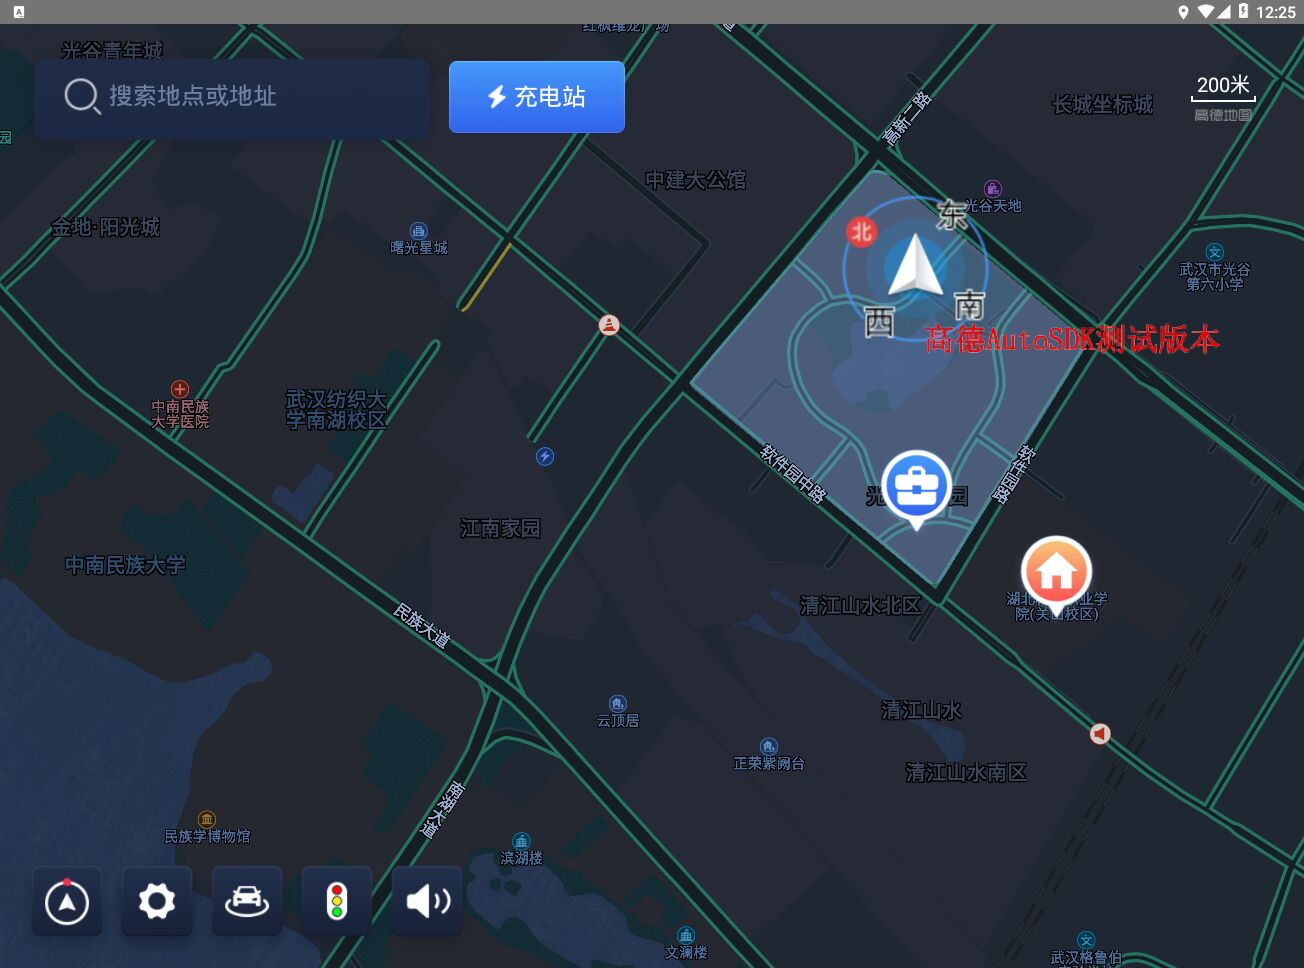 A
12:25
光谷青年城
搜索地点或地址
充电站
200米
高德地图
长城坐标城
高新二路
园
中建大公馆
光谷天地
金地·阳光城
曙光星城
北
东
南
西
高德AutoSDK测试版本
武汉市光谷
第六小学
中南民族
大学医院
武汉纺织大
学南湖校区
软件园中路
软件园路
光
园
江南家园
中南民族大学
清江山水北区
院(关山校区)
民族大道
清江山水
云顶居
正荣紫阙台
清江山水南区
南湖大道
民族学博物馆
滨湖楼
文澜楼
武汉格鲁伯